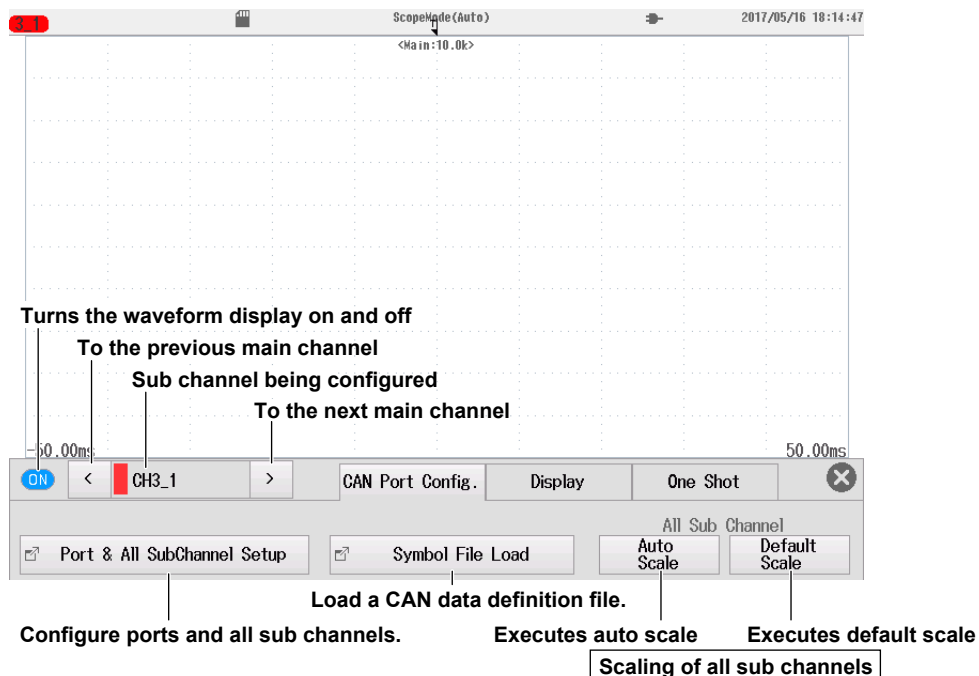 3_1
ScopeMode(Auto)
2017/05/16 18:14:47
<Main:10.0k>
Turns the waveform display on and off
To the previous main channel
Sub channel being configured
To the next main channel
-50.00ms
50.00ms
ON < CH3_1 > CAN Port Config. Display One Shot
All Sub Channel
Port & All SubChannel Setup
Symbol File Load
Auto Scale
Default Scale
Load a CAN data definition file.
Configure ports and all sub channels.
Executes auto scale
Executes default scale
Scaling of all sub channels